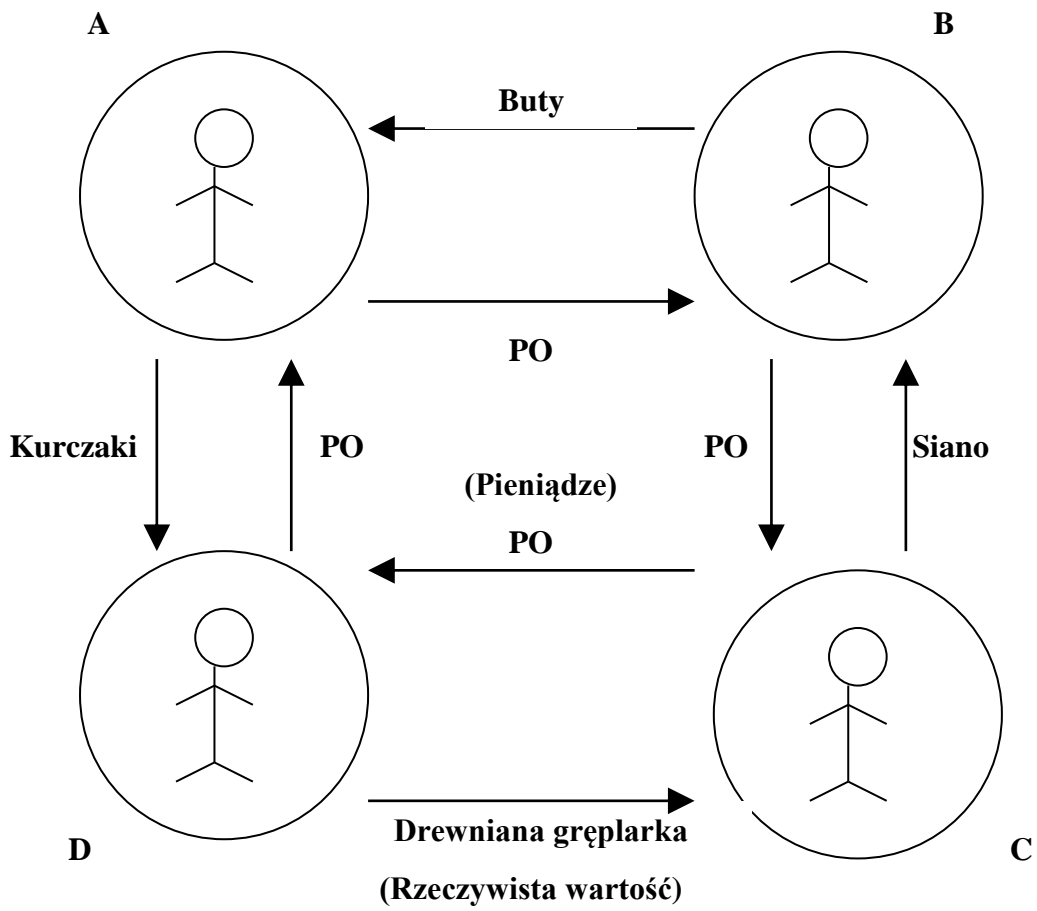 A
B
Buty
PO
Kurczaki
PO
PO
Siano
(Pieniądze)
PO
Drewniana gręplarka
D
C
(Rzeczywista wartość)